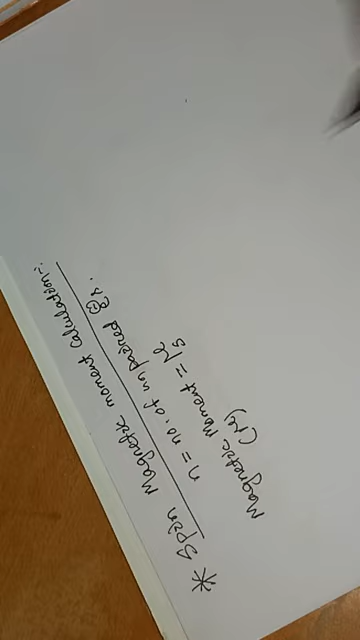 * Spin Magnetic moment Calculation:-
n = no. of unpaired e⊖s.
Magnetic Moment = μs
(μ)